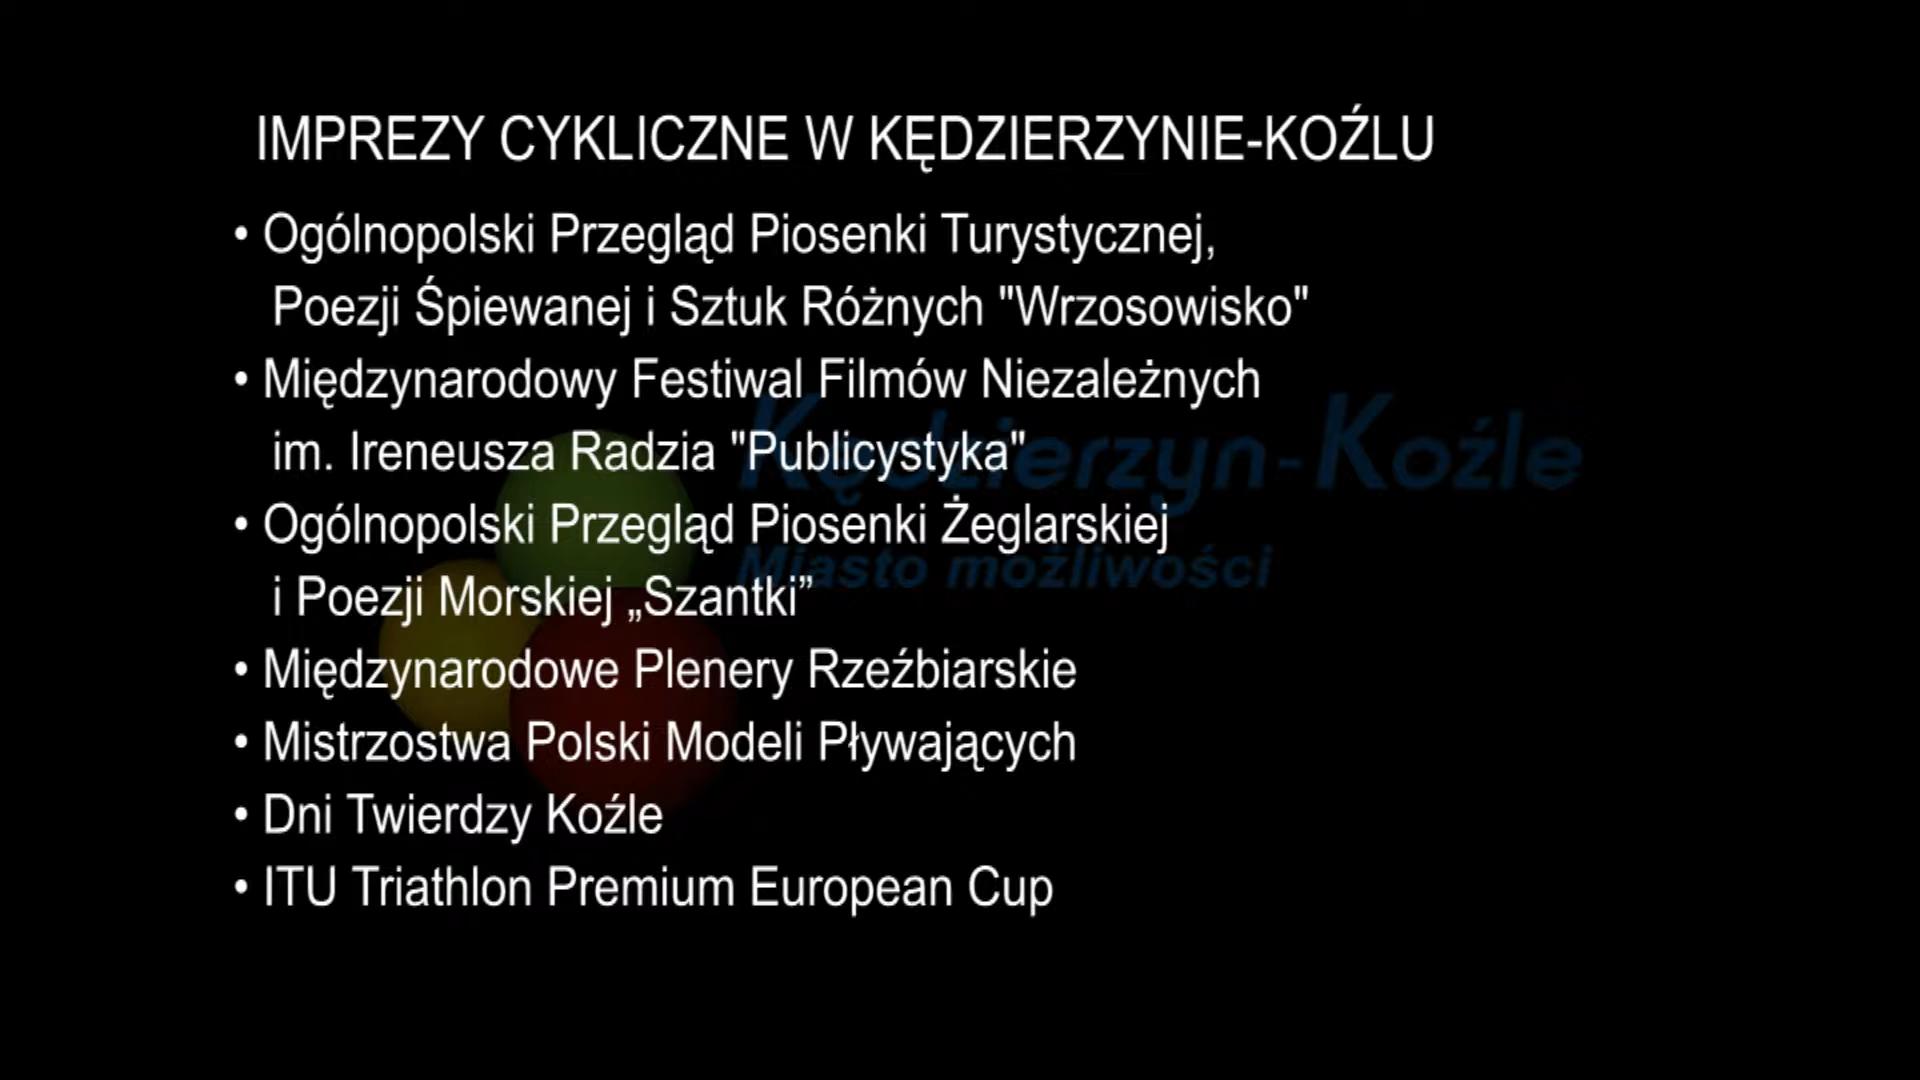 IMPREZY CYKLICZNE W KĘDZIERZYNIE-KOŹLU
• Ogólnopolski Przegląd Piosenki Turystycznej,
Poezji Śpiewanej i Sztuk Różnych "Wrzosowisko"
• Międzynarodowy Festiwal Filmów Niezależnych
im. Ireneusza Radzia "Publicystyka"
• Ogólnopolski Przegląd Piosenki Żeglarskiej
i Poezji Morskiej „Szantki”
• Międzynarodowe Plenery Rzeźbiarskie
• Mistrzostwa Polski Modeli Pływających
• Dni Twierdzy Koźle
• ITU Triathlon Premium European Cup
Kędzierzyn-Koźle
Miasto możliwości